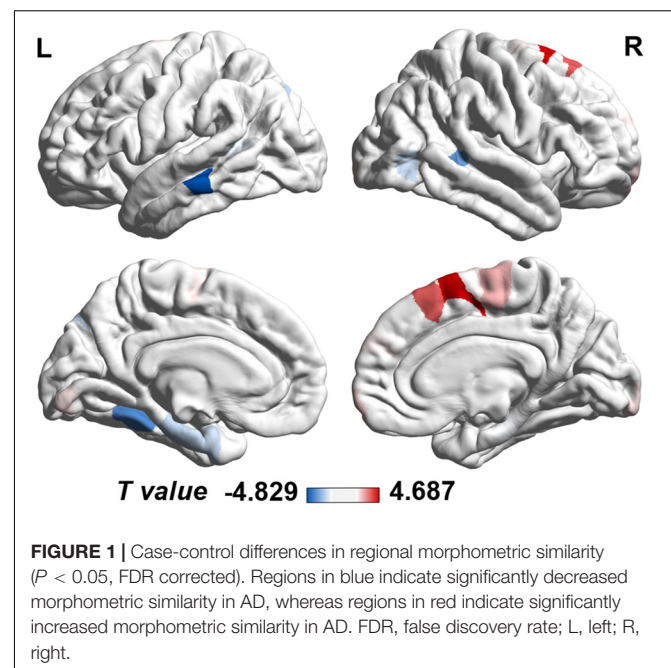 L R
T value -4.829 4.687
FIGURE 1 | Case-control differences in regional morphometric similarity
(P < 0.05, FDR corrected). Regions in blue indicate significantly decreased
morphometric similarity in AD, whereas regions in red indicate significantly
increased morphometric similarity in AD. FDR, false discovery rate; L, left; R,
right.